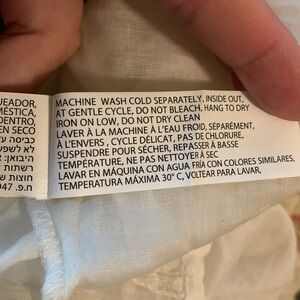 MACHINE WASH COLD SEPARATELY, INSIDE OUT,
AT GENTLE CYCLE, DO NOT BLEACH, HANG TO DRY
IRON ON LOW, DO NOT DRY CLEAN
LAVER À LA MACHINE À L'EAU FROID, SÉPARÉMENT,
À L'ENVERS , CYCLE DÉLICAT, PAS DE CHLORURE,
SUSPENDRE POUR SÉCHER, REPASSER À BASSE
TEMPÉRATURE, NE PAS NETTOYER À SEC
LAVAR EN MÁQUINA CON AGUA FRÍA CON COLORES SIMILARES,
TEMPERATURA MÁXIMA 30° C, VOLTEAR PARA LAVAR,
DENTRO,
EN SECO